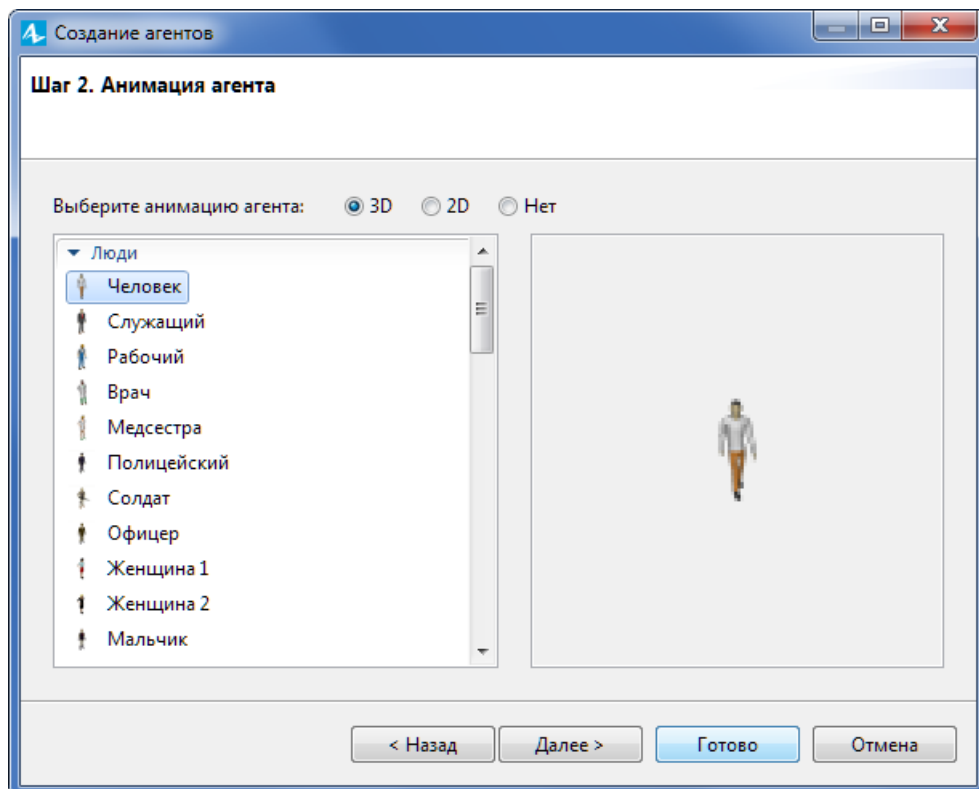 Создание агентов
Шаг 2. Анимация агента
Выберите анимацию агента: 3D 2D Нет
Люди
Человек
Служащий
Рабочий
Врач
Медсестра
Полицейский
Солдат
Офицер
Женщина 1
Женщина 2
Мальчик
< Назад Далее > Готово Отмена